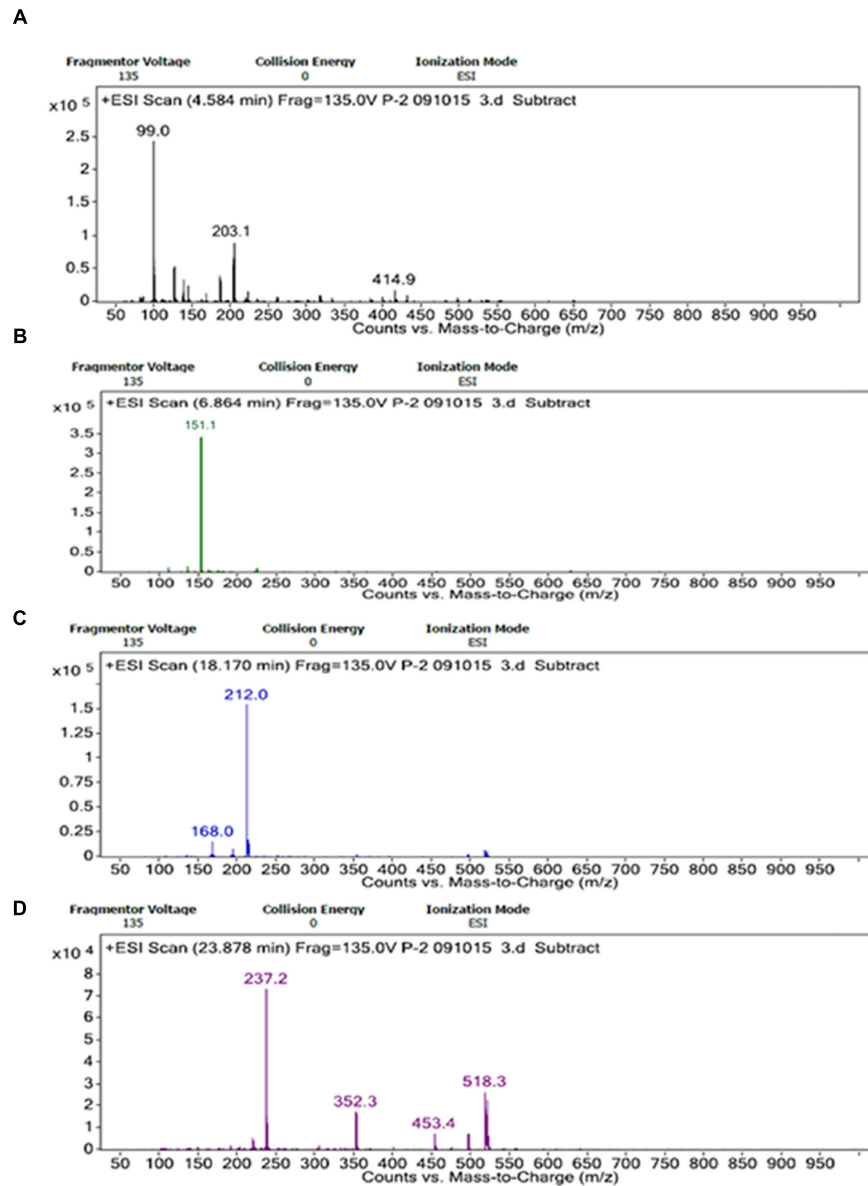 A
Fragmentor Voltage Collision Energy Ionization Mode
135 0 ESI
x10 5 +ESI Scan (4.584 min) Frag=135.0V P-2 091015 3.d Subtract
99.0
2.5
2
1.5
203.1
1
0.5
414.9
0
50 100 150 200 250 300 350 400 450 500 550 600 650 700 750 800 850 900 950
Counts vs. Mass-to-Charge (m/z)
B
Fragmentor Voltage Collision Energy Ionization Mode
135 0 ESI
x10 5 +ESI Scan (6.864 min) Frag=135.0V P-2 091015 3.d Subtract
151.1
3.5
3
2.5
2
1.5
1
0.5
0
50 100 150 200 250 300 350 400 450 500 550 600 650 700 750 800 850 900 950
Counts vs. Mass-to-Charge (m/z)
C
Fragmentor Voltage Collision Energy Ionization Mode
135 0 ESI
x10 5 +ESI Scan (18.170 min) Frag=135.0V P-2 091015 3.d Subtract
212.0
1.5
1.25
1
0.75
0.5
0.25
168.0
0
50 100 150 200 250 300 350 400 450 500 550 600 650 700 750 800 850 900 950
Counts vs. Mass-to-Charge (m/z)
D
Fragmentor Voltage Collision Energy Ionization Mode
135 0 ESI
x10 4 +ESI Scan (23.878 min) Frag=135.0V P-2 091015 3.d Subtract
237.2
8
7
6
5
4
3
518.3
2
352.3
1
453.4
0
50 100 150 200 250 300 350 400 450 500 550 600 650 700 750 800 850 900 950
Counts vs. Mass-to-Charge (m/z)